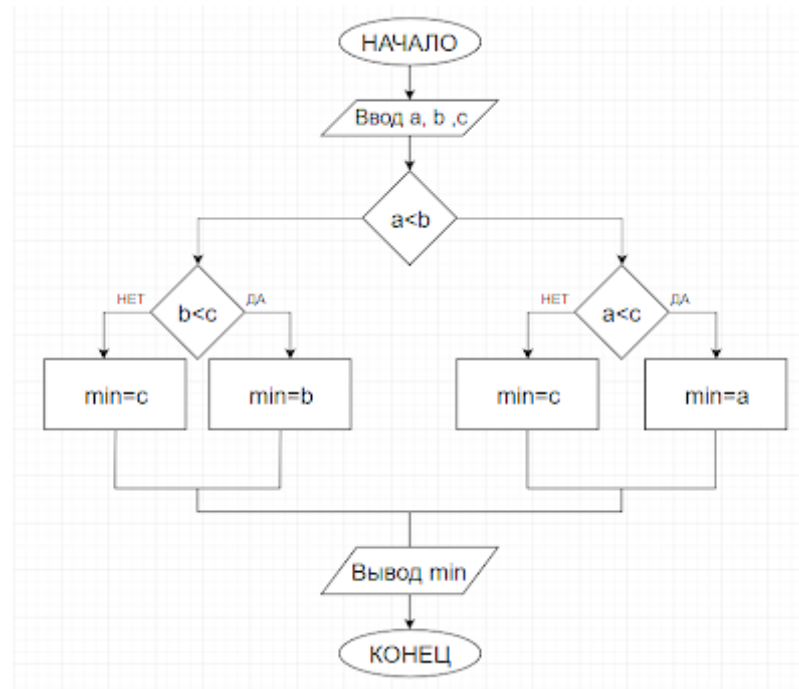 НАЧАЛО
Ввод a, b ,c
a<b
b<c
НЕТ
ДА
a<c
НЕТ
ДА
min=c
min=b
min=c
min=a
Вывод min
КОНЕЦ